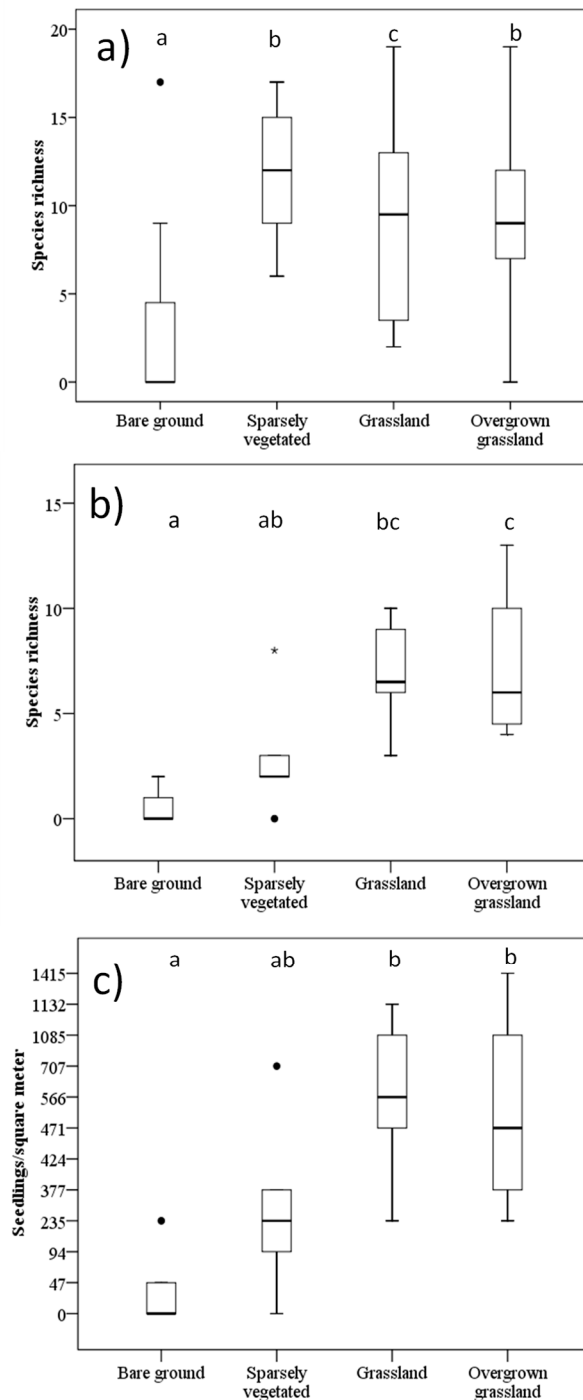 a)
a b c b
20
15
10
5
0
Species richness
Bare ground Sparsely vegetated Grassland Overgrown grassland
b)
a ab bc c
15
10
5
0
*
Species richness
Bare ground Sparsely vegetated Grassland Overgrown grassland
c)
a ab b b
1415
1132
1085
707
566
471
424
377
235
94
47
0
Seedlings/square meter
Bare ground Sparsely vegetated Grassland Overgrown grassland